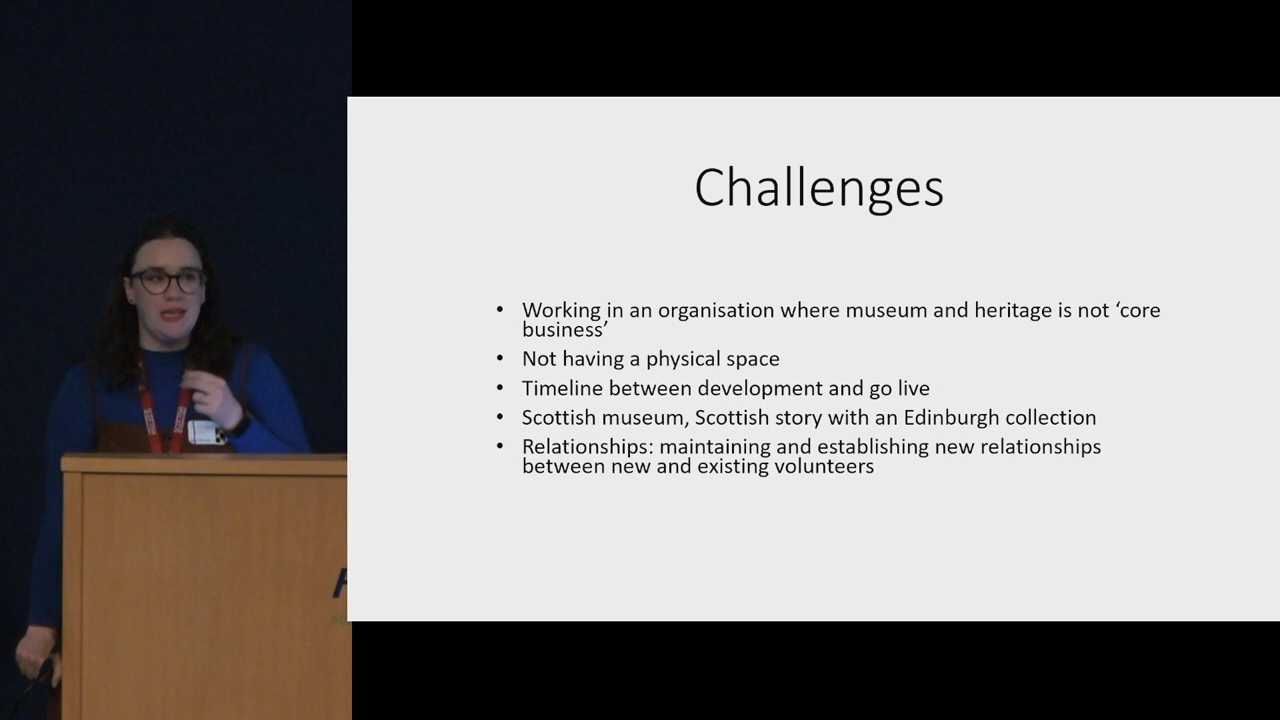 Challenges
• Working in an organisation where museum and heritage is not ‘core
business’
• Not having a physical space
• Timeline between development and go live
• Scottish museum, Scottish story with an Edinburgh collection
• Relationships: maintaining and establishing new relationships
between new and existing volunteers